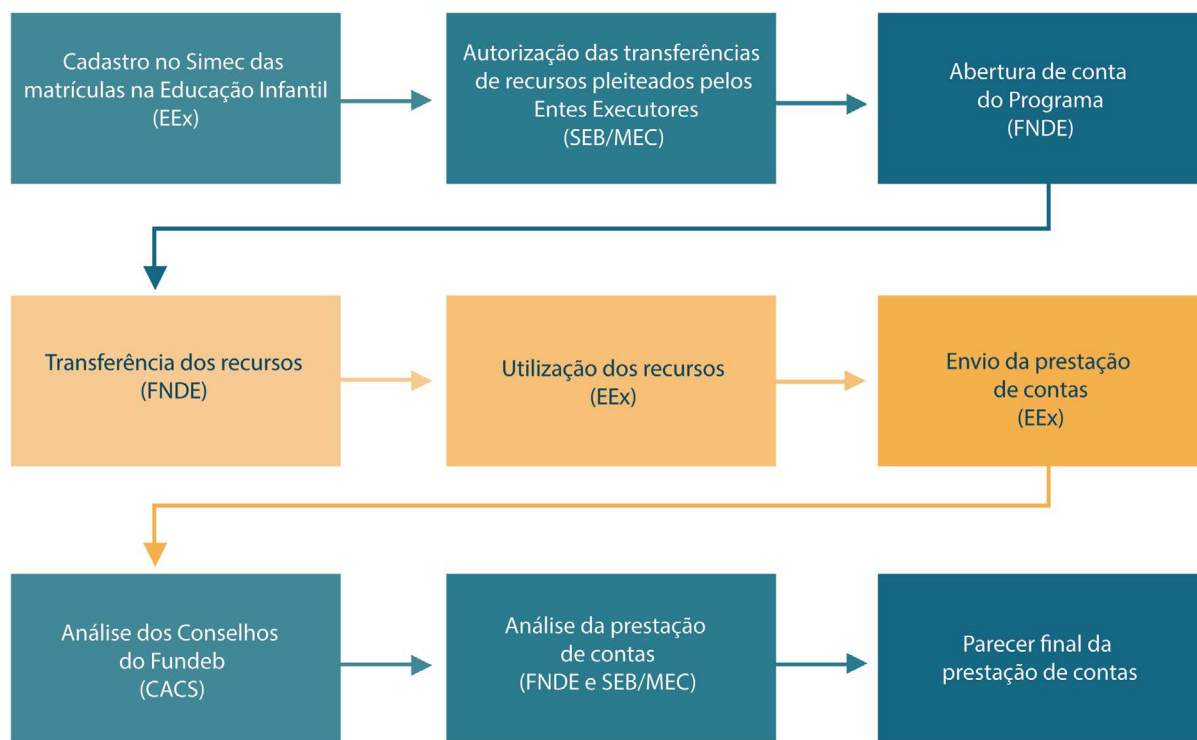 Cadastro no Simec das
matrículas na Educação Infantil
(EEx)
Autorização das transferências
de recursos pleiteados pelos
Entes Executores
(SEB/MEC)
Abertura de conta
do Programa
(FNDE)
Transferência dos recursos
(FNDE)
Utilização dos recursos
(EEx)
Envio da prestação
de contas
(EEx)
Análise dos Conselhos
do Fundeb
(CACS)
Análise da prestação
de contas
(FNDE e SEB/MEC)
Parecer final da
prestação de contas